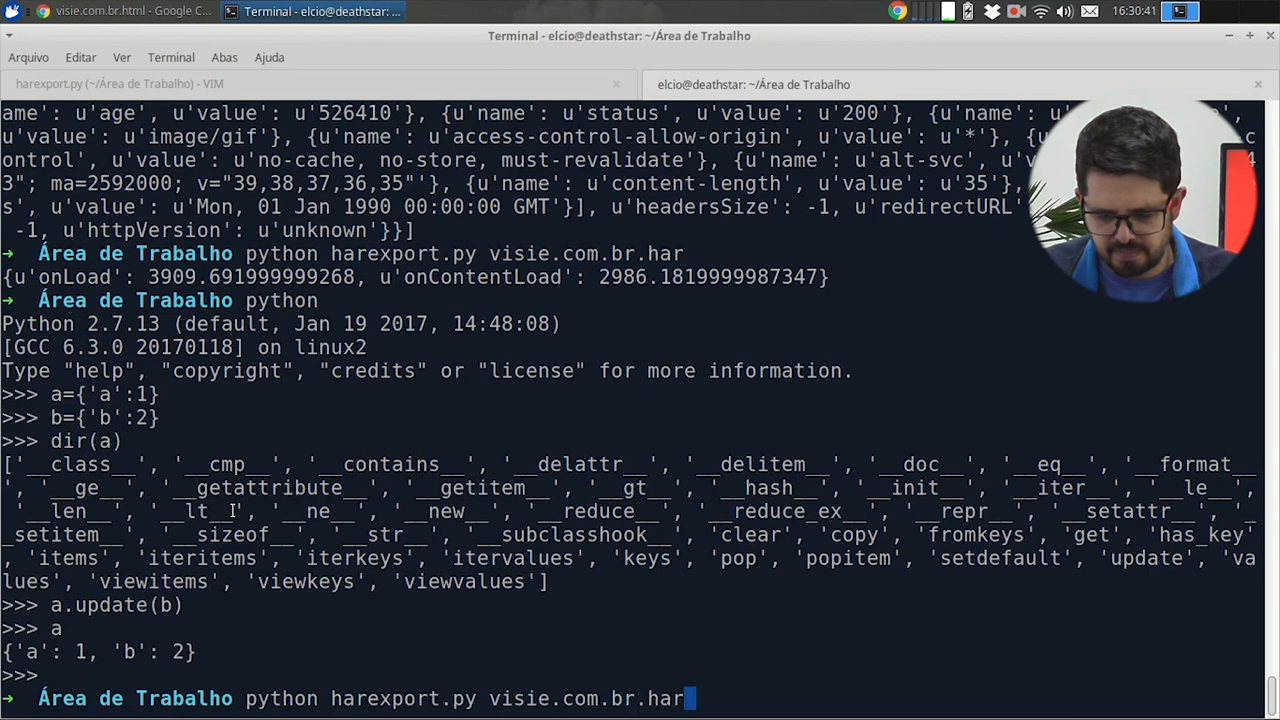 visie.com.br.html - Google C...
Terminal - elcio@deathstar: ...
16:30:41
Terminal - elcio@deathstar: ~/Área de Trabalho
Arquivo Editar Ver Terminal Abas Ajuda
harexport.py (~/Área de Trabalho) - VIM
elcio@deathstar: ~/Área de Trabalho
ame': u'age', u'value': u'526410'}, {u'name': u'status', u'value': u'200'}, {u'name': u
u'value': u'image/gif'}, {u'name': u'access-control-allow-origin', u'value': u'*'}, {u' c
ontrol', u'value': u'no-cache, no-store, must-revalidate'}, {u'name': u'alt-svc', u'v 4
3"; ma=2592000; v="39,38,37,36,35"'}, {u'name': u'content-length', u'value': u'35'},
s', u'value': u'Mon, 01 Jan 1990 00:00:00 GMT'}], u'headersSize': -1, u'redirectURL'
-1, u'httpVersion': u'unknown'}}]
➜ Área de Trabalho python harexport.py visie.com.br.har
{u'onLoad': 3909.691999999268, u'onContentLoad': 2986.1819999987347}
➜ Área de Trabalho python
Python 2.7.13 (default, Jan 19 2017, 14:48:08)
[GCC 6.3.0 20170118] on linux2
Type "help", "copyright", "credits" or "license" for more information.
>>> a={'a':1}
>>> b={'b':2}
>>> dir(a)
['__class__', '__cmp__', '__contains__', '__delattr__', '__delitem__', '__doc__', '__eq__', '__format__'
, '__ge__', '__getattribute__', '__getitem__', '__gt__', '__hash__', '__init__', '__iter__', '__le__',
'__len__', '__lt__', '__ne__', '__new__', '__reduce__', '__reduce_ex__', '__repr__', '__setattr__', '_
_setitem__', '__sizeof__', '__str__', '__subclasshook__', 'clear', 'copy', 'fromkeys', 'get', 'has_key'
, 'items', 'iteritems', 'iterkeys', 'itervalues', 'keys', 'pop', 'popitem', 'setdefault', 'update', 'va
lues', 'viewitems', 'viewkeys', 'viewvalues']
>>> a.update(b)
>>> a
{'a': 1, 'b': 2}
>>>
➜ Área de Trabalho python harexport.py visie.com.br.har